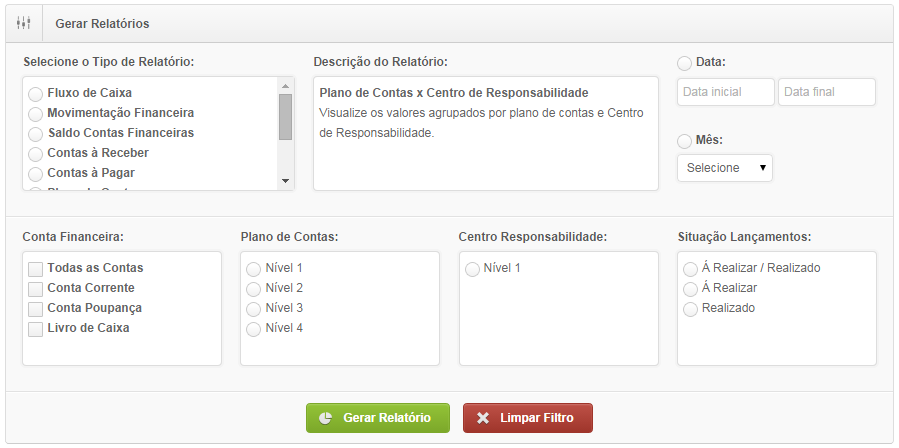 Gerar Relatórios
Selecione o Tipo de Relatório:
Fluxo de Caixa
Movimentação Financeira
Saldo Contas Financeiras
Contas à Receber
Contas à Pagar
Descrição do Relatório:
Plano de Contas x Centro de Responsabilidade
Visualize os valores agrupados por plano de contas e Centro
de Responsabilidade.
Data:
Data inicial
Data final
Mês:
Selecione
Conta Financeira:
Todas as Contas
Conta Corrente
Conta Poupança
Livro de Caixa
Plano de Contas:
Nível 1
Nível 2
Nível 3
Nível 4
Centro Responsabilidade:
Nível 1
Situação Lançamentos:
Á Realizar / Realizado
Á Realizar
Realizado
Gerar Relatório
Limpar Filtro